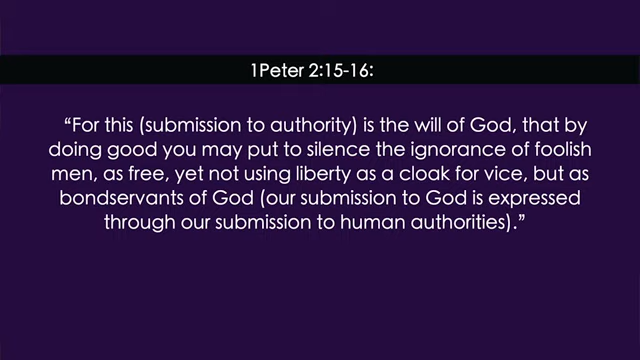 1Peter 2:15-16:
“For this (submission to authority) is the will of God, that by
doing good you may put to silence the ignorance of foolish
men, as free, yet not using liberty as a cloak for vice, but as
bondservants of God (our submission to God is expressed
through our submission to human authorities).”